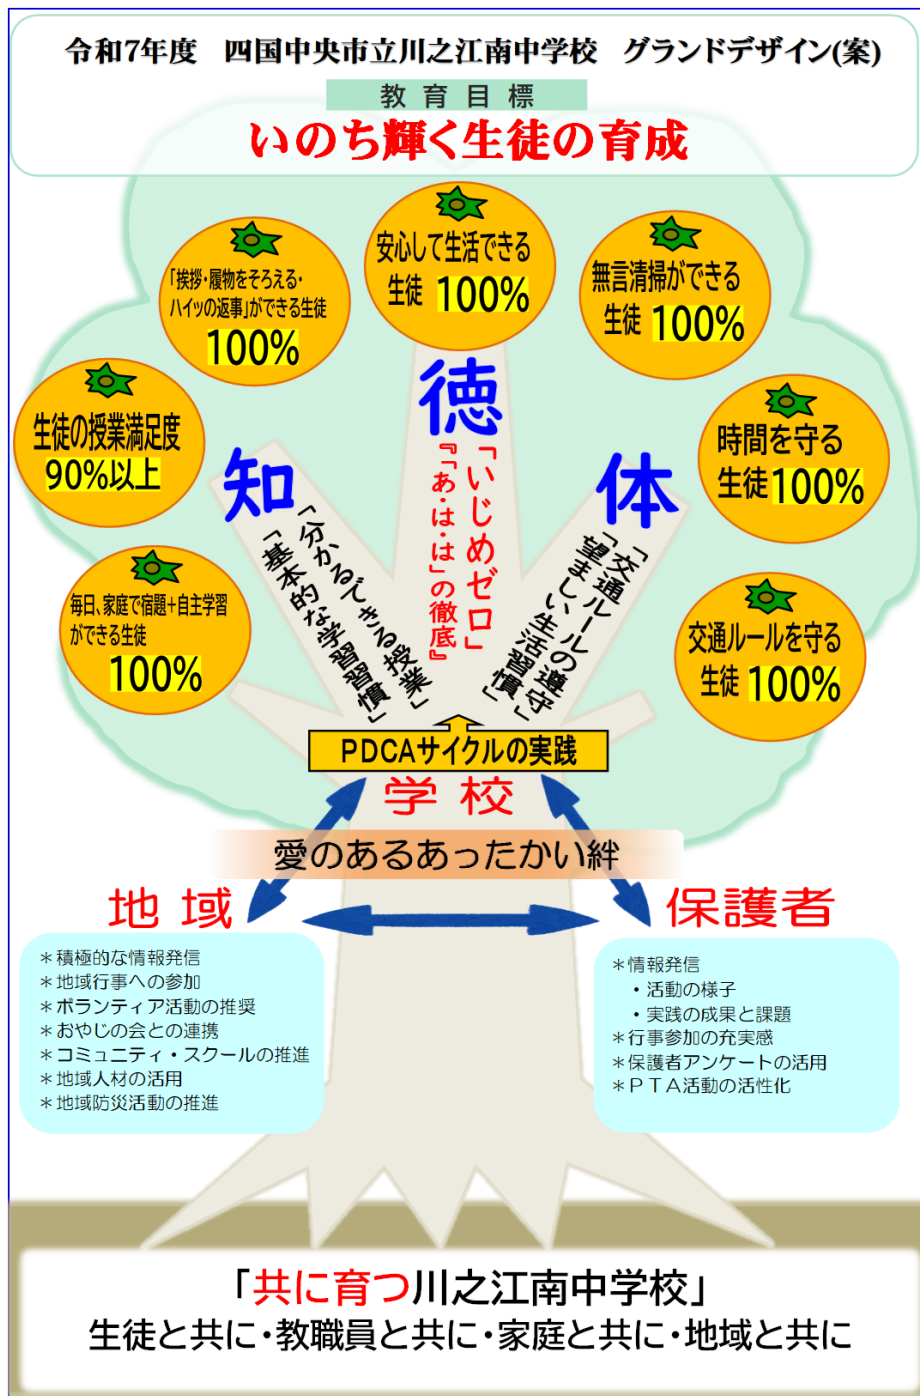 令和7年度　四国中央市立川之江南中学校　グランドデザイン(案)
教 育 目 標
いのち輝く生徒の育成
安心して生活できる
生徒 100%
「挨拶・履物をそろえる・
ハイッの返事」ができる生徒
100%
無言清掃ができる
生徒 100%
生徒の授業満足度
90%以上
時間を守る
生徒 100%
毎日、家庭で宿題＋自主学習
ができる生徒
100%
交通ルールを守る
生徒 100%
知
「分かるできる授業」
「基本的な学習習慣」
徳
「いじめゼロ」
『「あ・は・は」の徹底』
体
「交通ルールの遵守」
「望ましい生活習慣」
PDCAサイクルの実践
学 校
愛のあるあったかい絆
地 域
＊積極的な情報発信
＊地域行事への参加
＊ボランティア活動の推奨
＊おやじの会との連携
＊コミュニティ・スクールの推進
＊地域人材の活用
＊地域防災活動の推進
保護者
＊情報発信
・活動の様子
・実践の成果と課題
＊行事参加の充実感
＊保護者アンケートの活用
＊ＰＴＡ活動の活性化
「共に育つ川之江南中学校」
生徒と共に・教職員と共に・家庭と共に・地域と共に